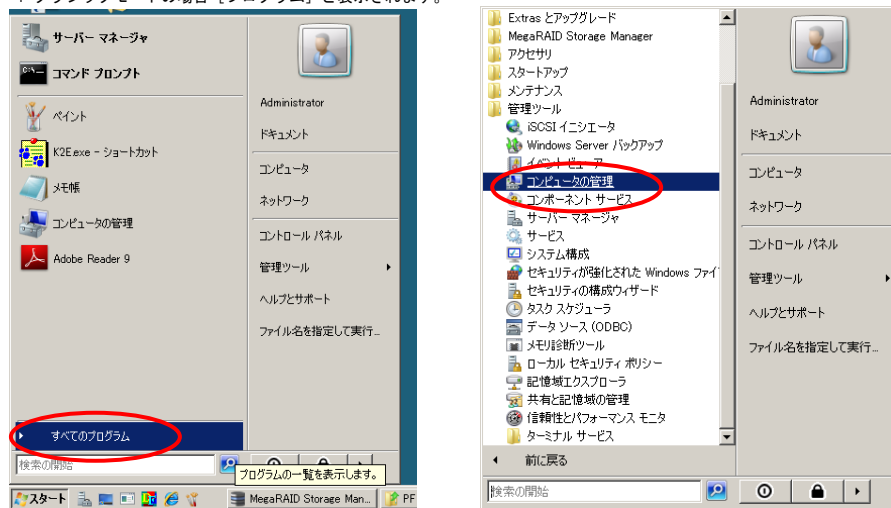 サーバー マネージャ
コマンド プロンプト
ペイント
K2E.exe - ショートカット
メモ帳
コンピュータの管理
Adobe Reader 9
すべてのプログラム
検索の開始
Administrator
ドキュメント
コンピュータ
ネットワーク
コントロール パネル
管理ツール
ヘルプとサポート
ファイル名を指定して実行...
プログラムの一覧を表示します。
スタート
MegaRAID Storage Man...
PF
Extras とアップグレード
MegaRAID Storage Manager
アクセサリ
スタートアップ
メンテナンス
管理ツール
iSCSI イニシエータ
Windows Server バックアップ
イベント ビューア
コンピュータの管理
コンポーネント サービス
サーバー マネージャ
サービス
システム構成
セキュリティが強化された Windows ファイ
セキュリティの構成ウィザード
タスク スケジューラ
データ ソース (ODBC)
メモリ診断ツール
ローカル セキュリティ ポリシー
記憶域エクスプローラ
共有と記憶域の管理
信頼性とパフォーマンス モニタ
ターミナル サービス
前に戻る
検索の開始
Administrator
ドキュメント
コンピュータ
ネットワーク
コントロール パネル
管理ツール
ヘルプとサポート
ファイル名を指定して実行...